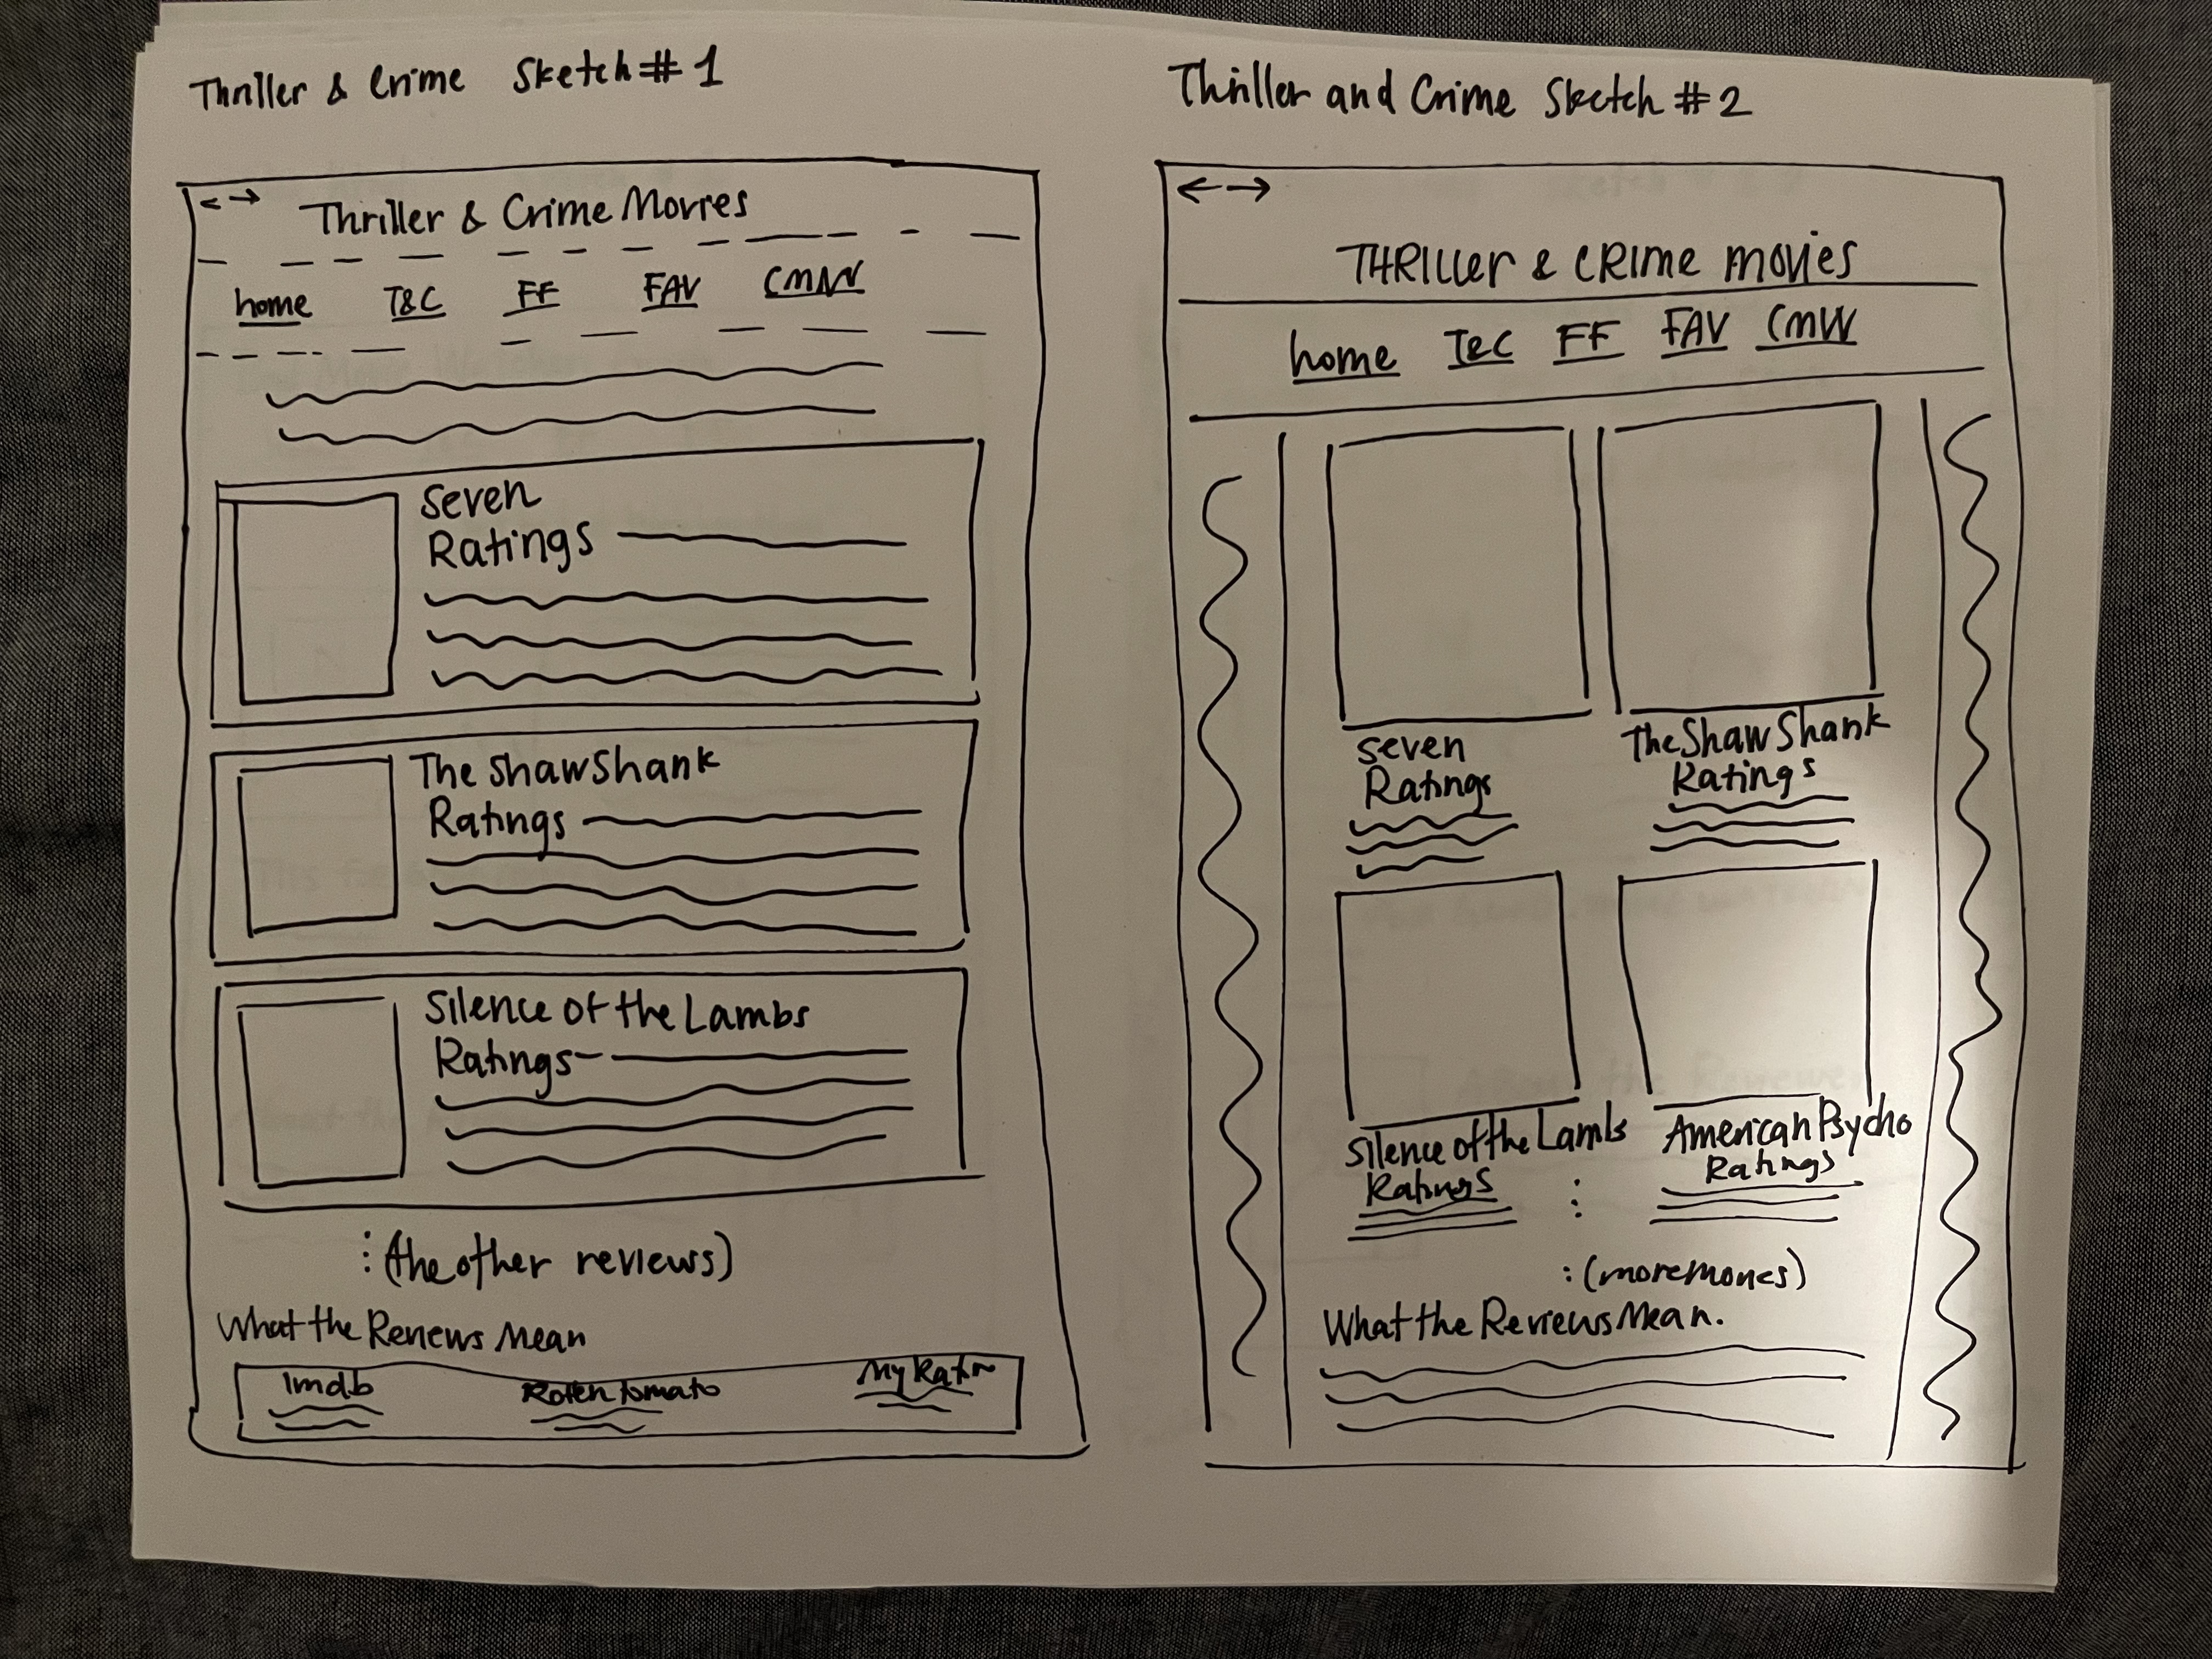 Thriller & Crime Sketch # 1
Thriller & Crime Movies
home T&C FF FAV CMW
Seven
Ratings
The Shawshank
Ratings
Silence of the Lambs
Ratings
: (the other reviews)
What the Reviews Mean
Imdb Rotten tomato My Ratin
Thriller and Crime Sketch # 2
THRILLer & CRIme movies
home T&C FF FAV CMW
Seven The ShawShank
Ratings Ratings
Silence of the Lambs American Psycho
Ratings Ratings
: (more movies)
What the Reviews Mean.